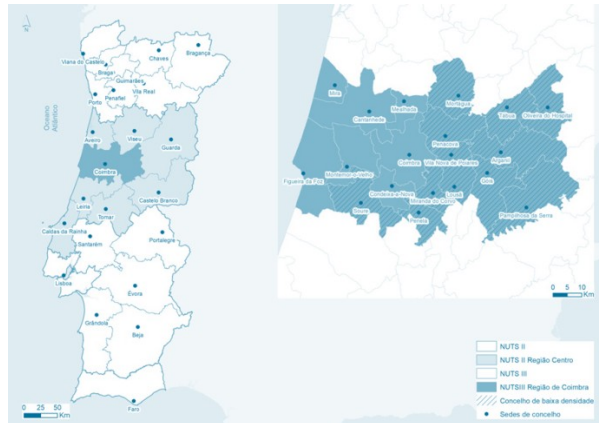 N
Viana do Castelo
Bragança
Chaves
Braga
Guimarães
Vila Real
Penafiel
Porto
Oceano
Atlântico
Aveiro
Viseu
Guarda
Coimbra
Castelo Branco
Leiria
Tomar
Caldas da Rainha
Santarém
Portalegre
Lisboa
Évora
Grândola
Beja
Faro
0 25 50
Km
Mira
Cantanhede
Mealhada
Mortágua
Tábua
Oliveira do Hospital
Penacova
Coimbra
Vila Nova de Poiares
Arganil
Montemor-o-Velho
Figueira da Foz
Condeixa-a-Nova
Lousã
Góis
Miranda do Corvo
Soure
Penela
Pampilhosa da Serra
0 5 10
Km
NUTS II
NUTS II Região Centro
NUTS III
NUTSIII Região de Coimbra
Concelho de baixa densidade
Sedes de concelho